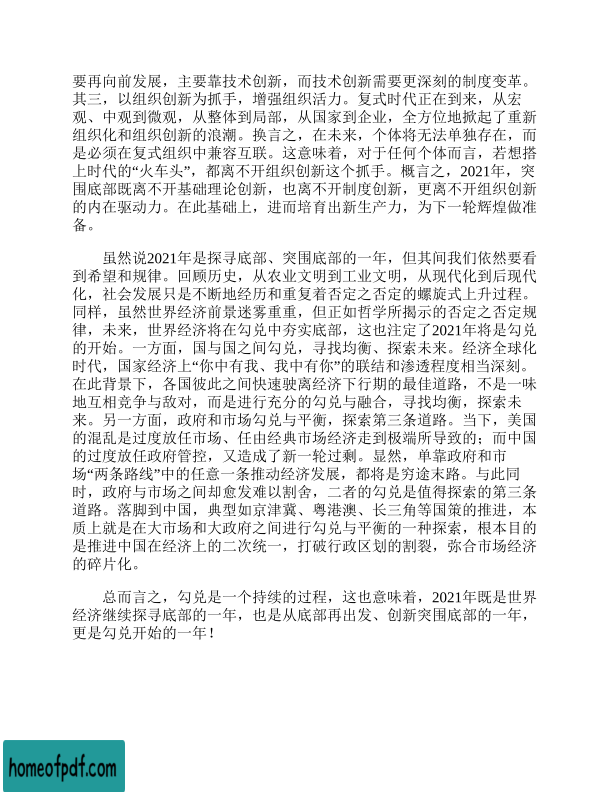 要再向前发展，主要靠技术创新，而技术创新需要更深刻的制度变革。
其三，以组织创新为抓手，增强组织活力。复式时代正在到来，从宏
观、中观到微观，从整体到局部，从国家到企业，全方位地掀起了重新
组织化和组织创新的浪潮。换言之，在未来，个体将无法单独存在，而
是必须在复式组织中兼容互联。这意味着，对于任何个体而言，若想搭
上时代的“火车头”，都离不开组织创新这个抓手。概言之，2021年，突
围底部既离不开基础理论创新，也离不开制度创新，更离不开组织创新
的内在驱动力。在此基础上，进而培育出新生产力，为下一轮辉煌做准
备。
虽然说2021年是探寻底部、突围底部的一年，但其间我们依然要看
到希望和规律。回顾历史，从农业文明到工业文明，从现代化到后现代
化，社会发展只是不断地经历和重复着否定之否定的螺旋式上升过程。
同样，虽然世界经济前景迷雾重重，但正如哲学所揭示的否定之否定规
律，未来，世界经济将在勾兑中夯实底部，这也注定了2021年将是勾兑
的开始。一方面，国与国之间勾兑，寻找均衡、探索未来。经济全球化
时代，国家经济上“你中有我、我中有你”的联结和渗透程度相当深刻。
在此背景下，各国彼此之间快速驶离经济下行期的最佳道路，不是一味
地互相竞争与敌对，而是进行充分的勾兑与融合，寻找均衡，探索未
来。另一方面，政府和市场勾兑与平衡，探索第三条道路。当下，美国
的混乱是过度放任市场、任由经典市场经济走到极端所导致的；而中国
的过度放任政府管控，又造成了新一轮过剩。显然，单靠政府和市
场“两条路线”中的任意一条推动经济发展，都将是穷途末路。与此同
时，政府与市场之间却愈发难以割舍，二者的勾兑是值得探索的第三条
道路。落脚到中国，典型如京津冀、粤港澳、长三角等国策的推进，本
质上就是在大市场和大政府之间进行勾兑与平衡的一种探索，根本目的
是推进中国在经济上的二次统一，打破行政区划的割裂，弥合市场经济
的碎片化。
总而言之，勾兑是一个持续的过程，这也意味着，2021年既是世界
经济继续探寻底部的一年，也是从底部再出发、创新突围底部的一年，
更是勾兑开始的一年！
homeofpdf.com